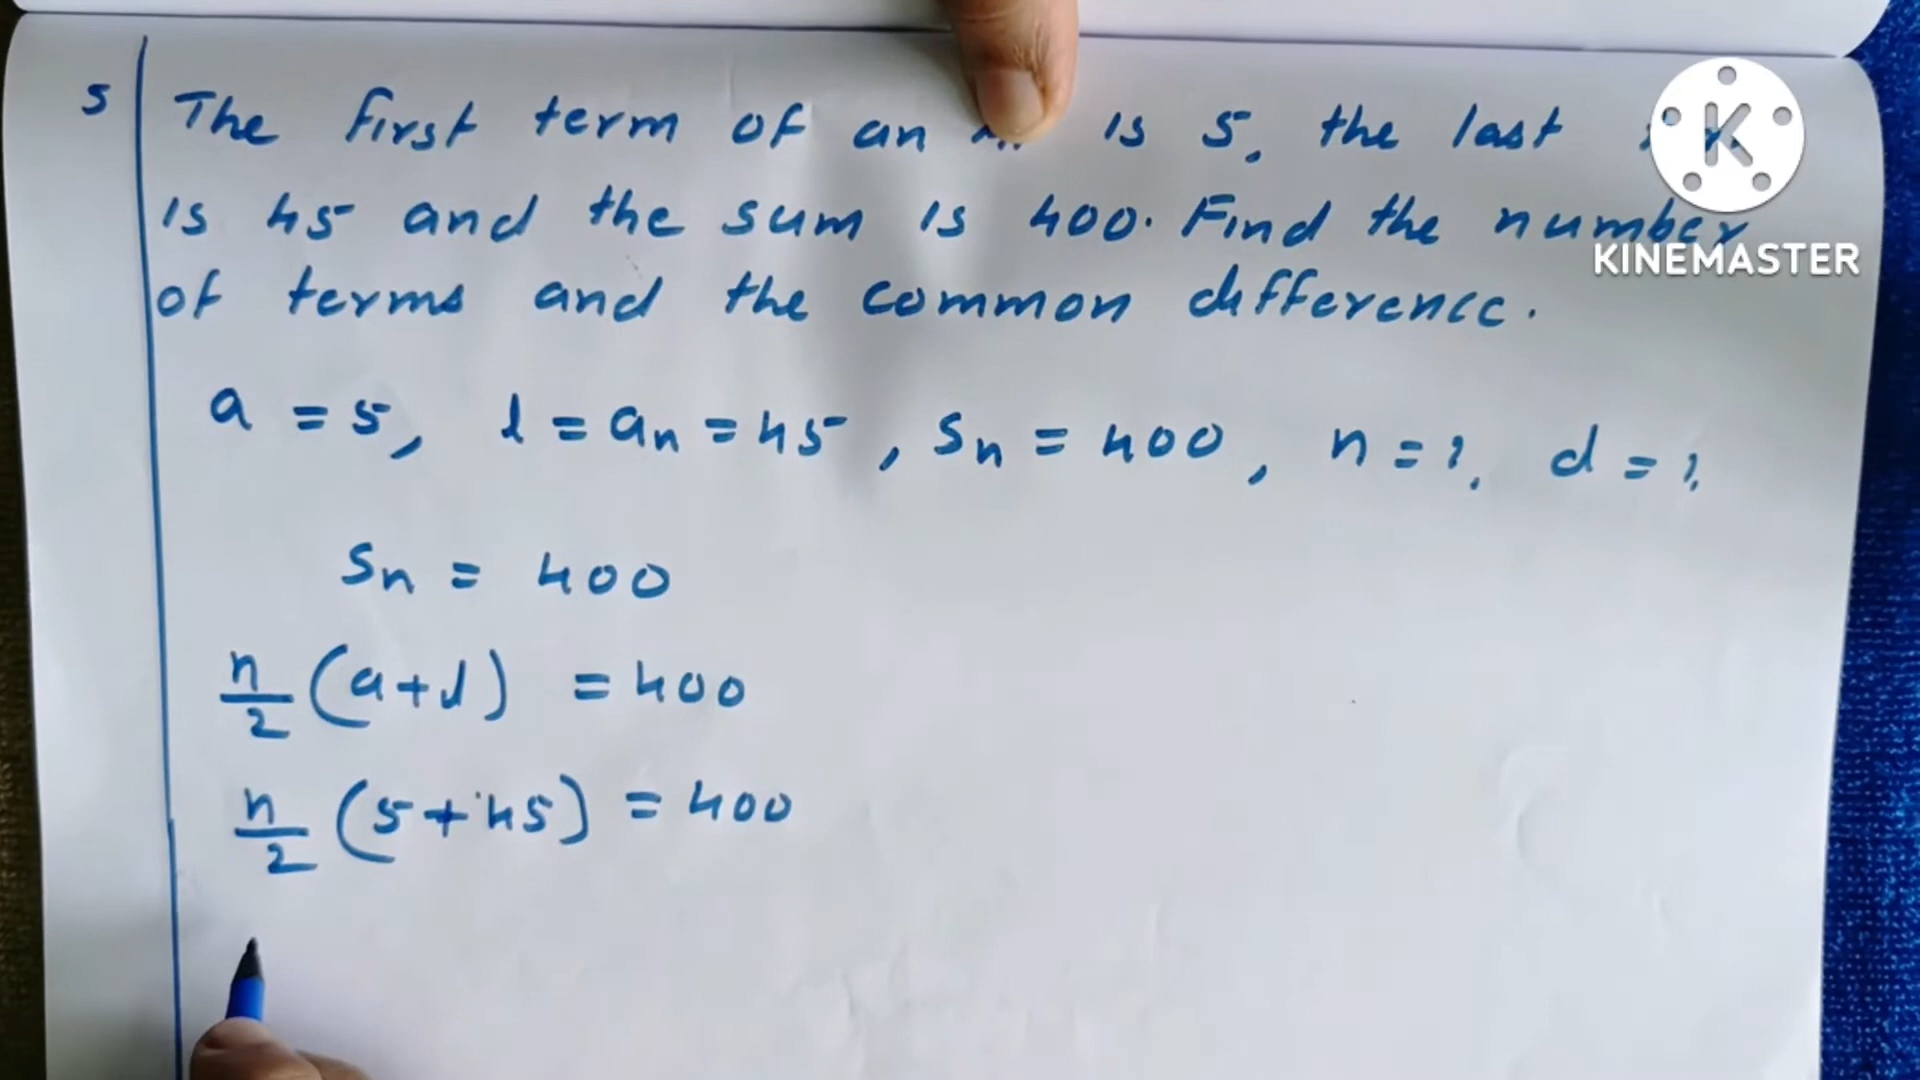 5 The first term of an is 5, the last
is 45 and the sum is 400. Find the number
of terms and the common difference.
a = 5, l = an = 45, Sn = 400, n = ?, d = ?
Sn = 400
n/2 (a+l) = 400
n/2 (5+45) = 400
K
KINEMASTER